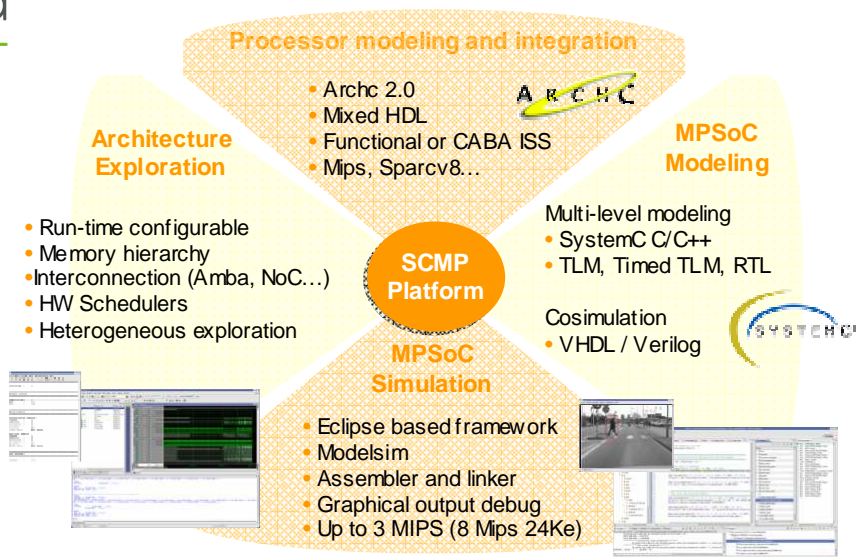 Processor modeling and integration
• Archc 2.0
• Mixed HDL
• Functional or CABA ISS
• Mips, Sparcv8...
ARCHC
Architecture
Exploration
• Run-time configurable
• Memory hierarchy
•Interconnection (Amba, NoC...)
• HW Schedulers
• Heterogeneous exploration
MPSoC
Modeling
Multi-level modeling
• SystemC C/C++
• TLM, Timed TLM, RTL
Cosimulation
• VHDL / Verilog
SYSTEMC
SCMP
Platform
MPSoC
Simulation
• Eclipse based framework
• Modelsim
• Assembler and linker
• Graphical output debug
• Up to 3 MIPS (8 Mips 24Ke)